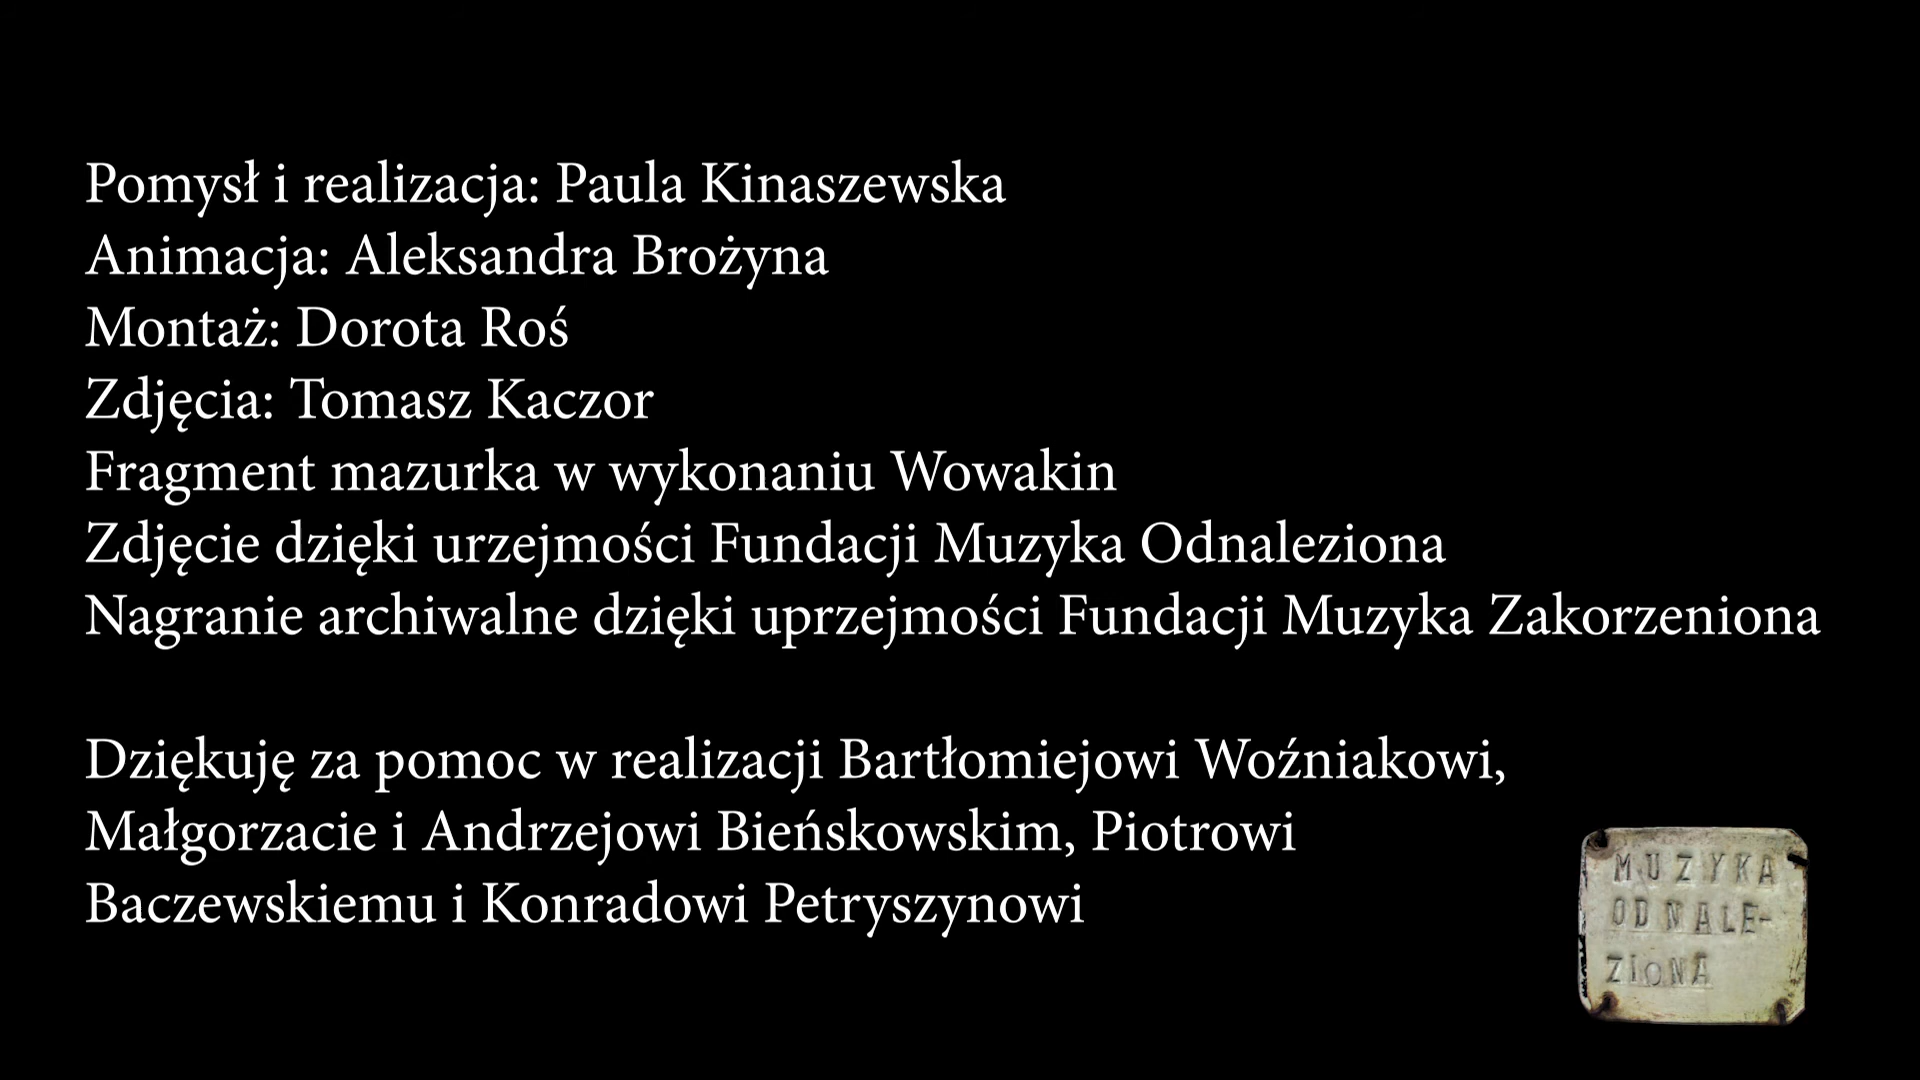 Pomysł i realizacja: Paula Kinaszewska
Animacja: Aleksandra Brożyna
Montaż: Dorota Roś
Zdjęcia: Tomasz Kaczor
Fragment mazurka w wykonaniu Wowakin
Zdjęcie dzięki urzejmości Fundacji Muzyka Odnaleziona
Nagranie archiwalne dzięki uprzejmości Fundacji Muzyka Zakorzeniona
Dziękuję za pomoc w realizacji Bartłomiejowi Woźniakowi,
Małgorzacie i Andrzejowi Bieńskowskim, Piotrowi
Baczewskiemu i Konradowi Petryszynowi
MUZYKA
ODNALE-
ZIONA